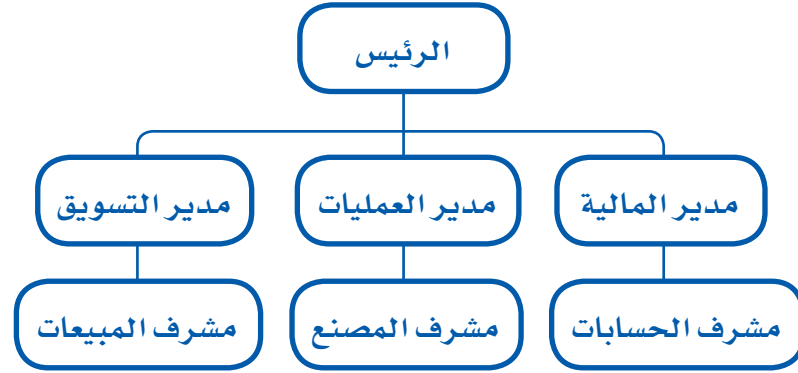 الرئيس
مدير المالية
مدير العمليات
مدير التسويق
مشرف الحسابات
مشرف المصنع
مشرف المبيعات